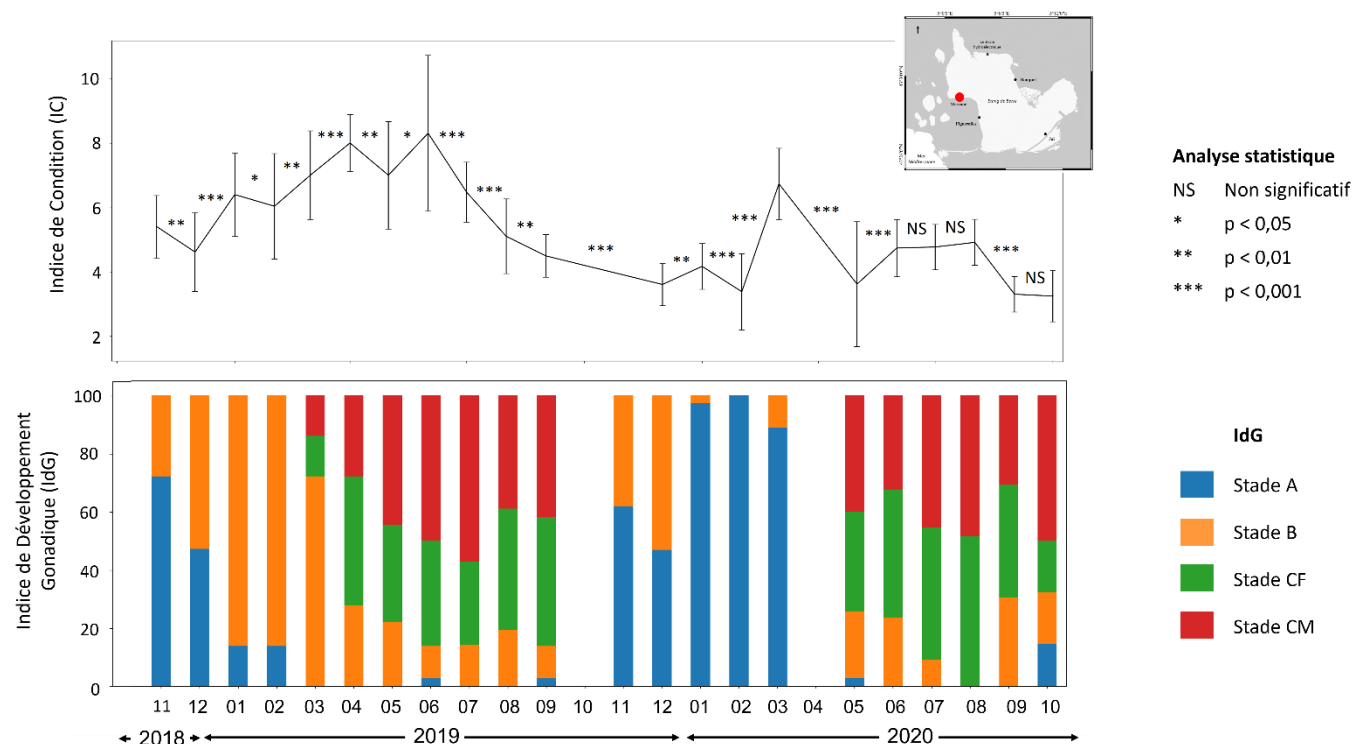 Indice de Condition (IC)
10
8
6
4
2
** *** * ** *** ** * *** *** ** *** ** *** *** *** *** NS NS *** NS
Etang de Berre
Mer
Méditerranée
Analyse statistique
NS Non significatif
* p < 0,05
** p < 0,01
*** p < 0,001
Indice de Développement
Gonadique (IdG)
100
80
60
40
20
0
11 12 01 02 03 04 05 06 07 08 09 10 11 12 01 02 03 04 05 06 07 08 09 10
2018 2019 2020
IdG
Stade A
Stade B
Stade CF
Stade CM